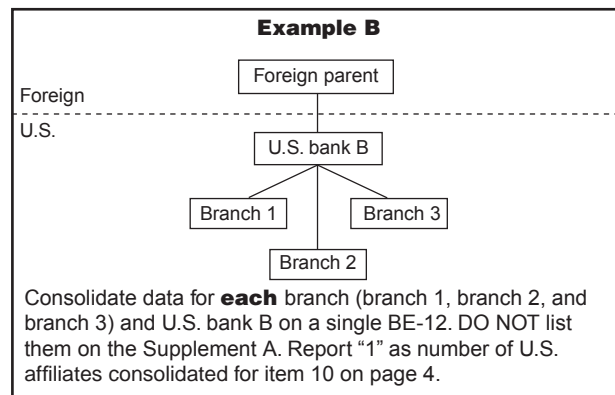 Example B
Foreign parent
Foreign
U.S.
U.S. bank B
Branch 1
Branch 3
Branch 2
Consolidate data for each branch (branch 1, branch 2, and
branch 3) and U.S. bank B on a single BE-12. DO NOT list
them on the Supplement A. Report “1” as number of U.S.
affiliates consolidated for item 10 on page 4.